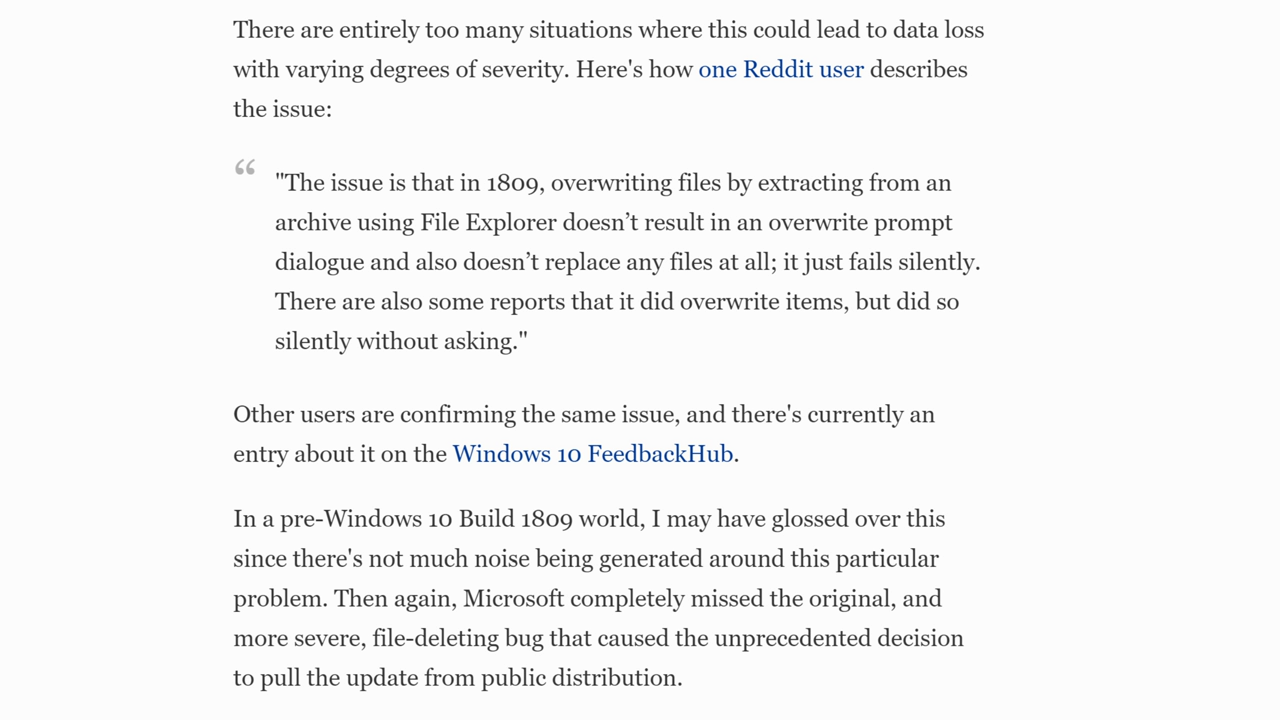 There are entirely too many situations where this could lead to data loss
with varying degrees of severity. Here's how one Reddit user describes
the issue:
“
"The issue is that in 1809, overwriting files by extracting from an
archive using File Explorer doesn’t result in an overwrite prompt
dialogue and also doesn’t replace any files at all; it just fails silently.
There are also some reports that it did overwrite items, but did so
silently without asking."
Other users are confirming the same issue, and there's currently an
entry about it on the Windows 10 FeedbackHub.
In a pre-Windows 10 Build 1809 world, I may have glossed over this
since there's not much noise being generated around this particular
problem. Then again, Microsoft completely missed the original, and
more severe, file-deleting bug that caused the unprecedented decision
to pull the update from public distribution.